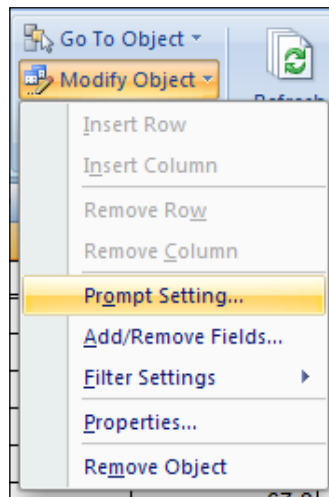 Go To Object
Modify Object
Refresh
Insert Row
Insert Column
Remove Row
Remove Column
Prompt Setting...
Add/Remove Fields...
Filter Settings
Properties...
Remove Object